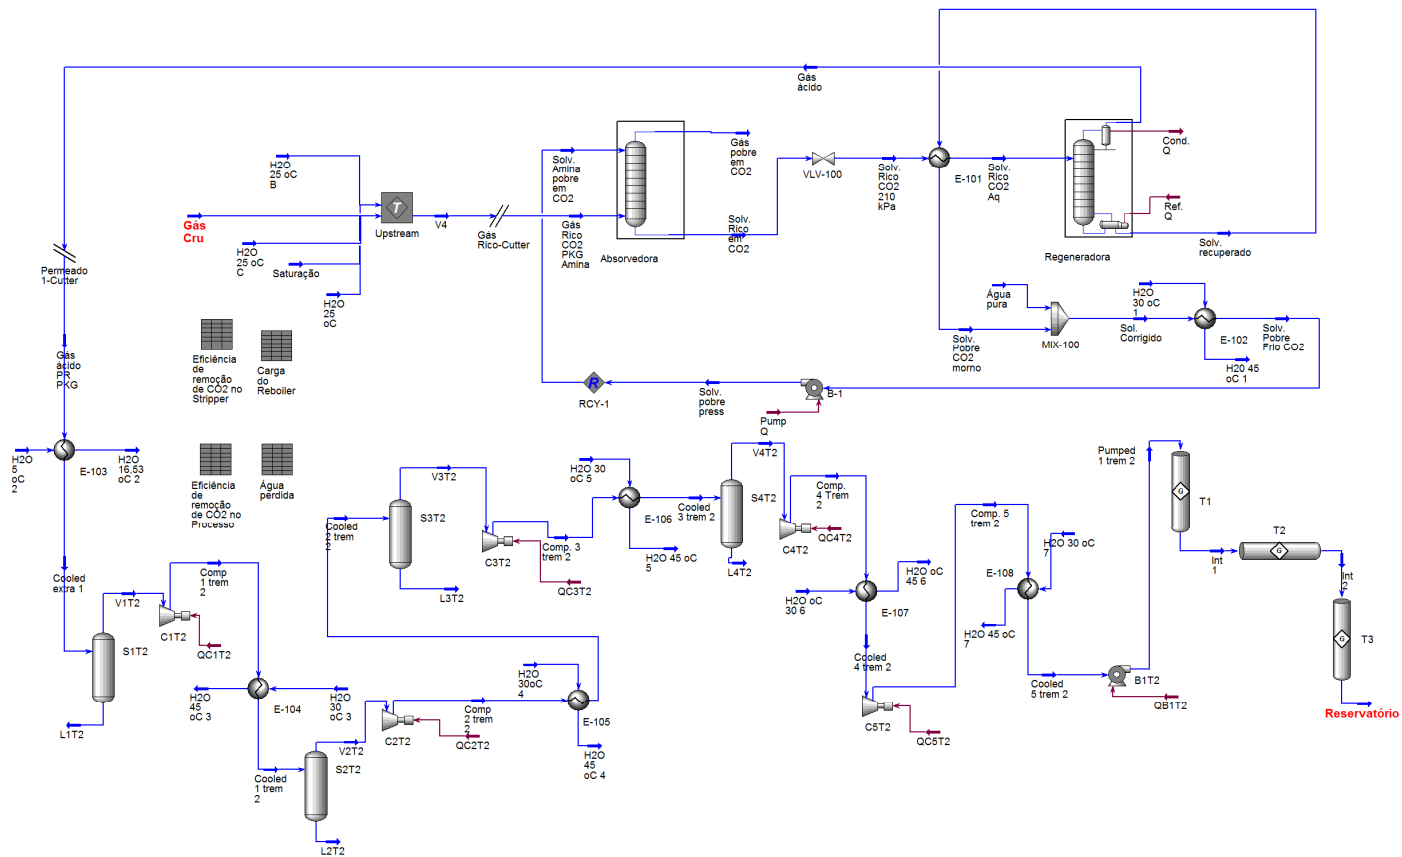 Gás
ácido
H2O
25 oC
B
Gás
Cru
T
Upstream
V4
H2O
25 oC
C
Saturação
H2O
25 oC
Gás
Rico-Cutter
Solv.
Amina
pobre
em
CO2
Gás
Rico
CO2
PKG
Amina
Absorvedora
Gás
pobre
em
CO2
Solv.
Rico
em
CO2
VLV-100
Solv.
Rico
CO2
210
kPa
E-101
Solv.
Rico
CO2
Aq
Cond.
Q
Ref.
Q
Regeneradora
Solv.
recuperado
Permeado
1-Cutter
Água
pura
H2O
30 oC
1
MIX-100
Sol.
Corrigido
E-102
Solv.
Pobre
Frio CO2
Solv.
Pobre
CO2
morno
H20 45
oC 1
Gás
ácido
PR
PKG
Eficiência
de
remoção
de CO2 no
Stripper
Carga
do
Reboiler
R
RCY-1
Solv.
pobre
press
B-1
Pump
Q
H2O
5
oC
2
E-103
H2O
16,53
oC 2
Eficiência
de
remoção
de CO2 no
Processo
Água
perdida
V3T2
H2O 30
oC 5
V4T2
Comp.
4 Trem
2
Pumped
1 trem 2
Cooled
2 trem
2
S3T2
C3T2
Comp. 3
trem 2
E-106
Cooled
3 trem 2
S4T2
C4T2
QC4T2
Comp. 5
trem 2
T1
G
H2O 45 oC
5
L4T2
L3T2
QC3T2
H2O oC
30 6
E-107
H2O oC
45 6
E-108
H2O 30 oC
7
Int
1
T2
G
Int
2
Cooled
extra 1
V1T2
Comp
1 trem
2
C1T2
QC1T2
S1T2
L1T2
H2O
45
oC 3
E-104
H2O
30
oC 3
Cooled
1 trem
2
V2T2
S2T2
L2T2
C2T2
QC2T2
Comp
2 trem
2
H2O
30oC
4
E-105
H2O
45
oC 4
Cooled
4 trem 2
C5T2
QC5T2
H2O 45 oC
7
Cooled
5 trem 2
B1T2
QB1T2
T3
G
Reservatório